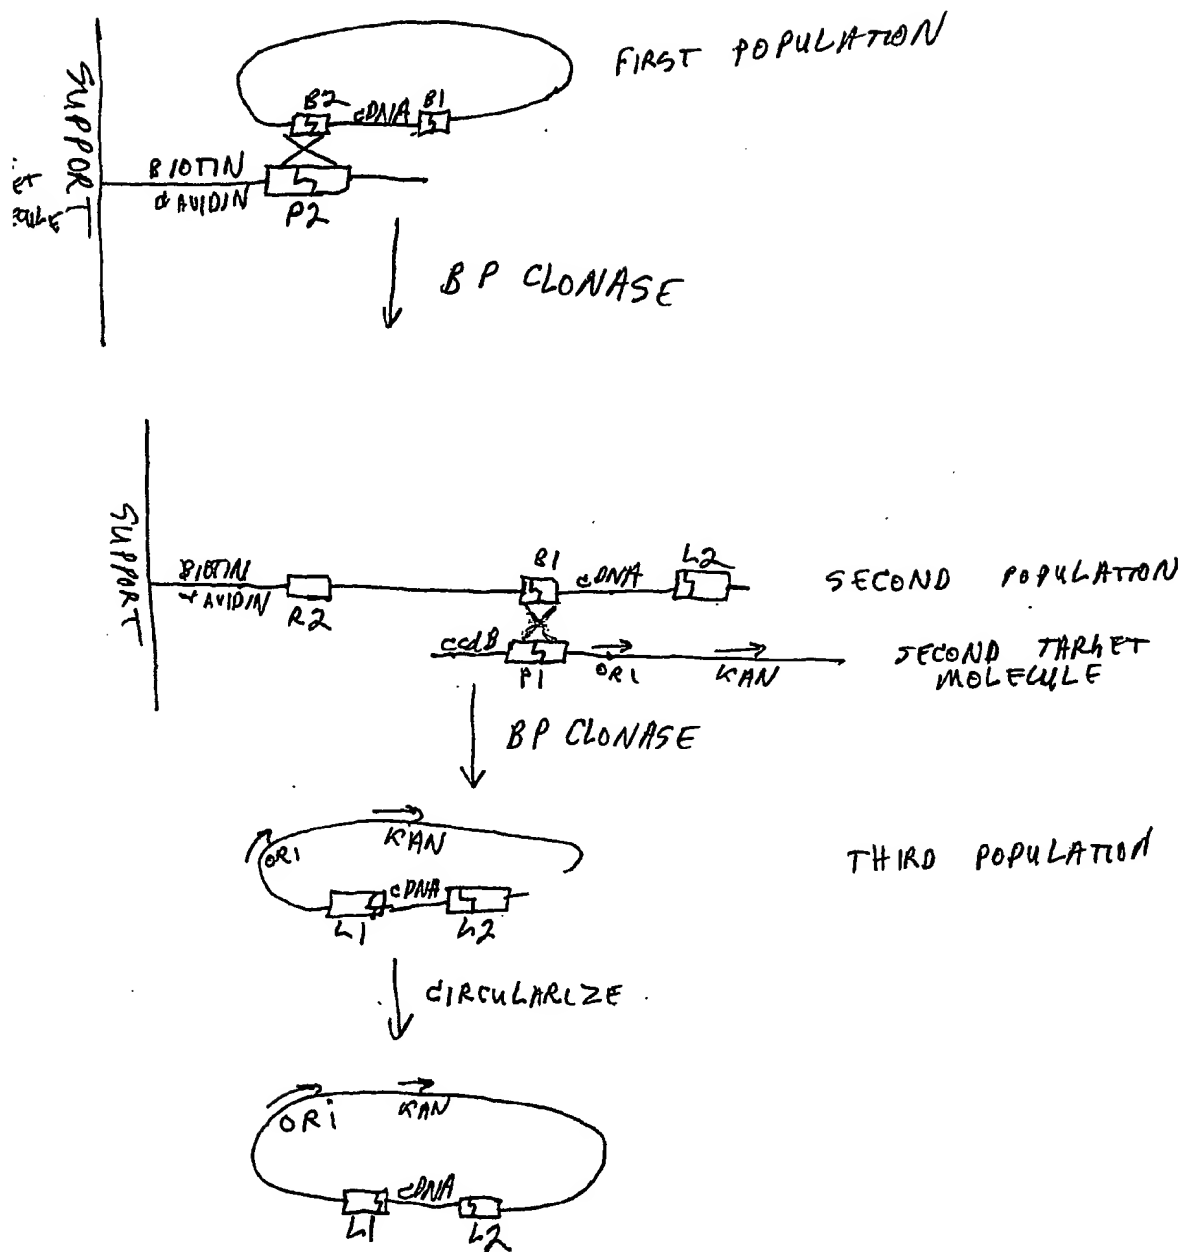 FIRST POPULATION
SUPPORT
B2 cDNA B1
BIOTIN
AVIDIN
P2
BP CLONASE
SUPPORT
BIOTIN
AVIDIN
R2
B1
cDNA
L2
SECOND POPULATION
ccdB
P1
ORI
KAN
SECOND TARGET
MOLECULE
BP CLONASE
KAN
ORI
cDNA
L1
L2
THIRD POPULATION
CIRCULARIZE
ORi
KAN
cDNA
L1
L2